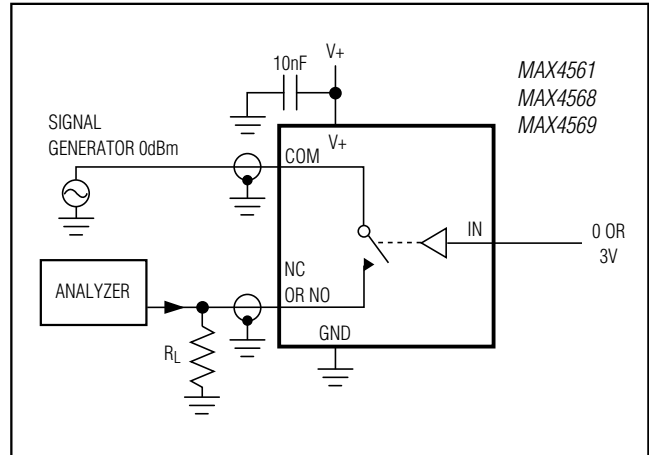 10nF
V+
MAX4561
MAX4568
MAX4569
SIGNAL
GENERATOR 0dBm
V+
COM
IN
0 OR
3V
NC
OR NO
ANALYZER
GND
RL